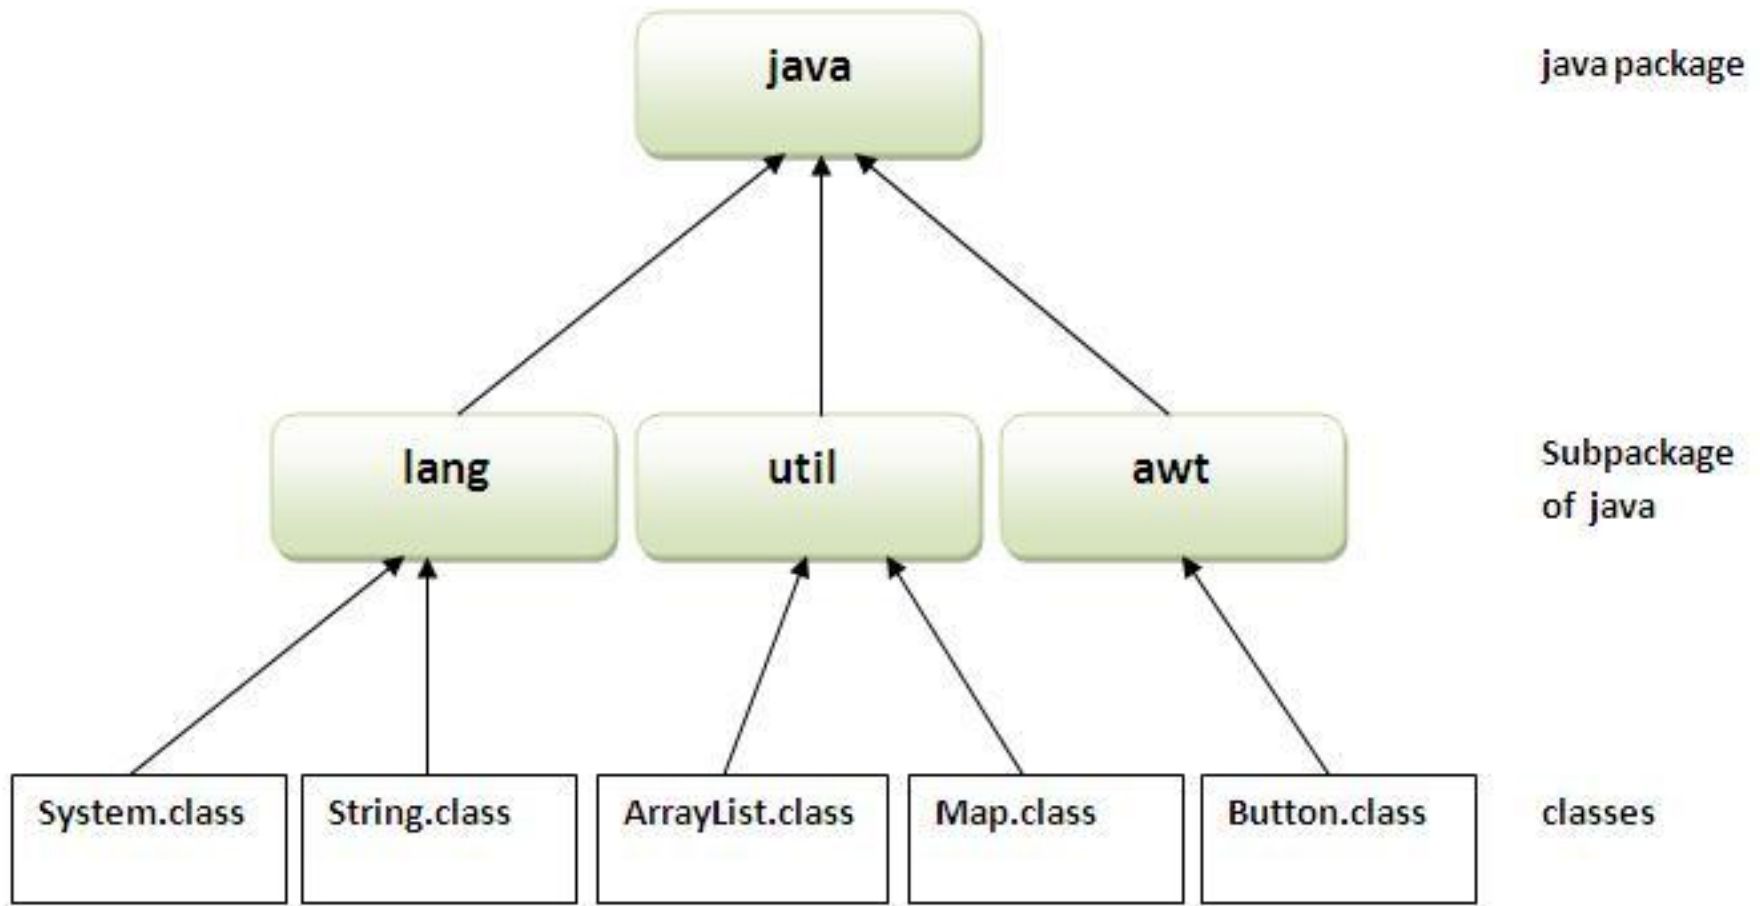 java
java package
lang
util
awt
Subpackage
of java
System.class
String.class
ArrayList.class
Map.class
Button.class
classes